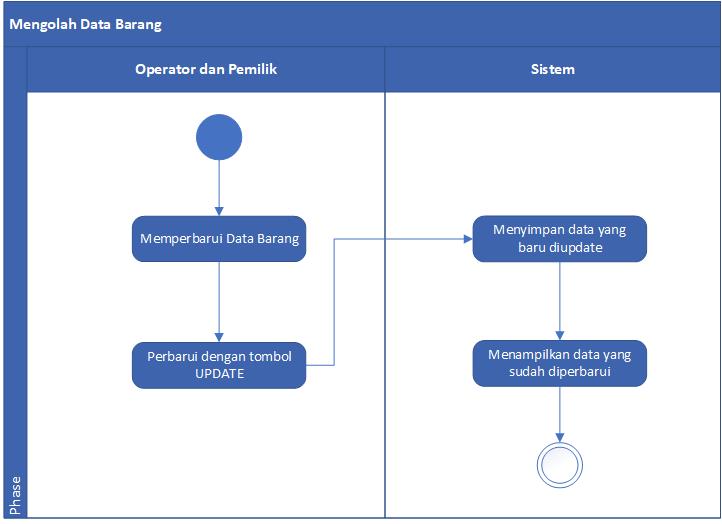 Mengolah Data Barang
Operator dan Pemilik
Sistem
Memperbarui Data Barang
Perbarui dengan tombol
UPDATE
Menyimpan data yang
baru diupdate
Menampilkan data yang
sudah diperbarui
Phase